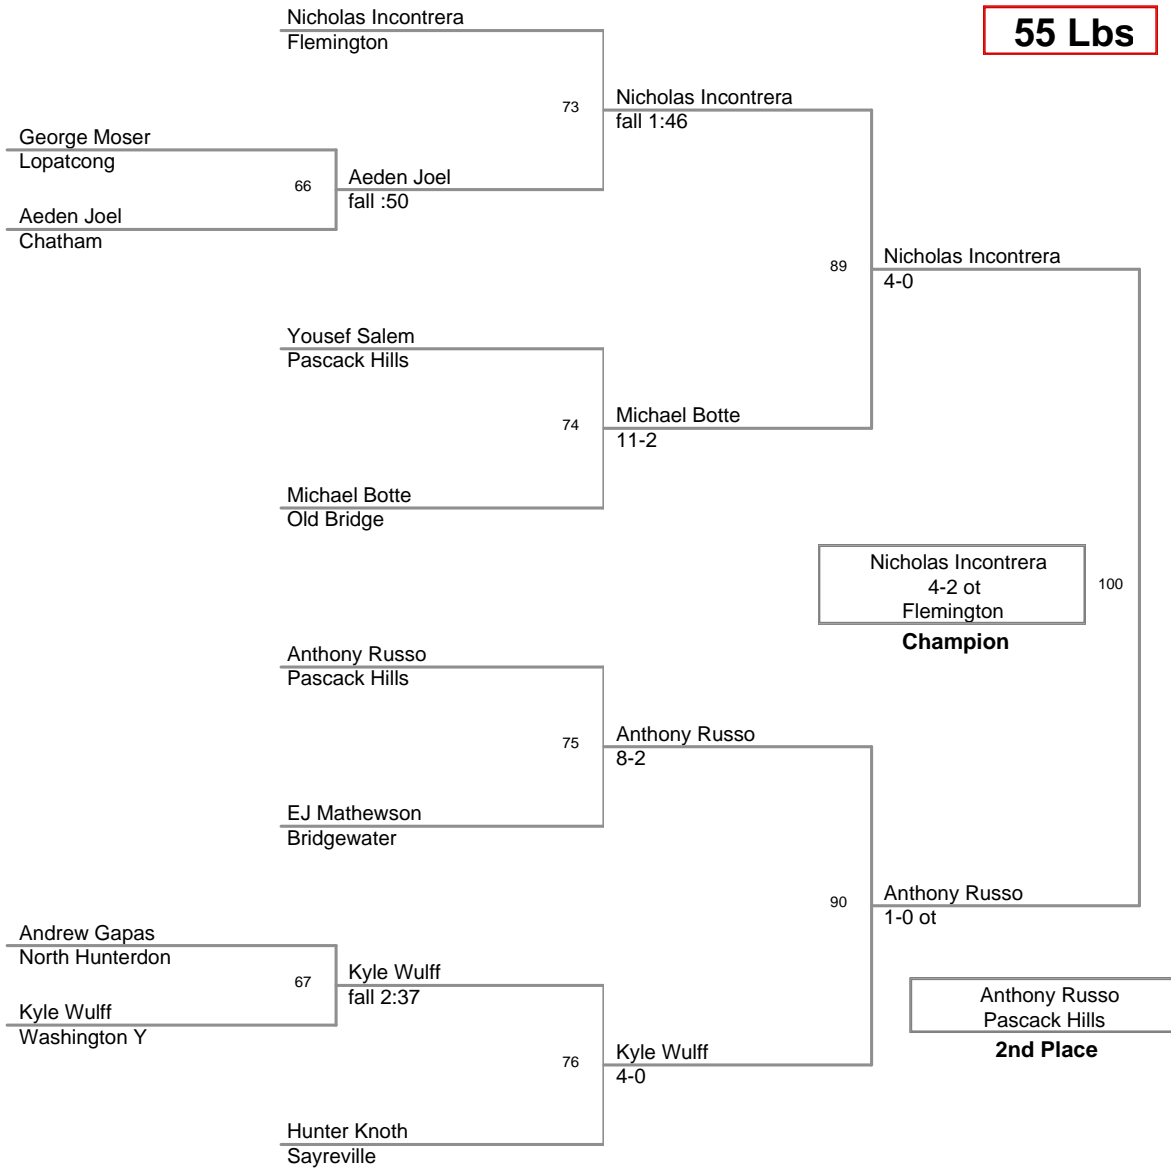 Nicholas Incontrera
Flemington
55 Lbs
73
Nicholas Incontrera
fall 1:46
George Moser
Lopatcong
66
Aeden Joel
fall :50
Aeden Joel
Chatham
89
Nicholas Incontrera
4-0
Yousef Salem
Pascack Hills
74
Michael Botte
11-2
Michael Botte
Old Bridge
Nicholas Incontrera
4-2 ot
Flemington
100
Champion
Anthony Russo
Pascack Hills
75
Anthony Russo
8-2
EJ Mathewson
Bridgewater
90
Anthony Russo
1-0 ot
Andrew Gapas
North Hunterdon
67
Kyle Wulff
fall 2:37
Kyle Wulff
Washington Y
Anthony Russo
Pascack Hills
2nd Place
76
Kyle Wulff
4-0
Hunter Knoth
Sayreville